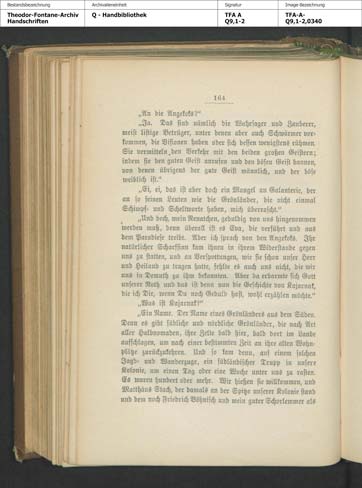 Bestandsbezeichnung
Theodor-Fontane-Archiv
Handschriften
Archivalieneinheit
Q - Handbibliothek
Signatur
TFA A
Q9,1-2
Image-Bezeichnung
TFA-A-
Q9,1-2,0340
164
„An die Angekoks?“
„Ja. Das sind nämlich die Wahrsager und Zauberer,
meist listige Betrüger, unter denen aber auch Schwärmer vor-
kommen, die Visionen haben oder sich dessen wenigstens rühmen.
Sie vermitteln den Verkehr mit den beiden großen Geistern;
indem sie den guten Geist anrufen und den bösen Geist bannen,
von denen übrigens der gute Geist männlich, und der böse
weiblich ist.“
„Ei, ei, das ist aber doch ein Mangel an Galanterie, der
an so feinen Leuten wie die Grönländer, die nicht einmal
Schimpf- und Scheltworte haben, mich überrascht.“
„Und doch, mein Renatchen, geduldig von uns hingenommen
werden muß, denn überall ist es Eva, die verführt und aus
dem Paradiese treibt. Aber ich sprach von den Angekoks. Ihr
natürlicher Scharfsinn kam ihnen in ihrem Widerstande gegen
uns zu statten, und an Verspottungen, wie sie schon unser Herr
und Heiland zu tragen hatte, fehlte es auch uns nicht, die wir
uns in Demuth zu ihm bekannten. Aber da erbarmte sich Gott
unserer Noth und das ist denn nun die Geschichte von Kajarnak,
die ich Dir, wenn Du noch Geduld hast, wohl erzählen möchte.“
„Was ist Kajarnak?“
„Ein Name. Der Name eines Grönländers aus dem Süden.
Denn es gibt südliche und nördliche Grönländer, die nach Art
aller Halbnomaden, ihre Zelte bald hier, bald dort im Lande
aufschlagen, um nach einer bestimmten Zeit an ihre alten Wohn-
plätze zurückzukehren. Und so kam denn, auf einem solchen
Jagd- und Wanderzuge, ein südländischer Trupp in unsere
Kolonie, um einen Tag oder eine Woche unter uns zu rasten.
Es waren hundert oder mehr. Wir hießen sie willkommen, und
Matthäus Stach, der damals an der Spitze unserer Kolonie stand
und dem noch Friedrich Böhnisch und mein guter Schorlemmer als